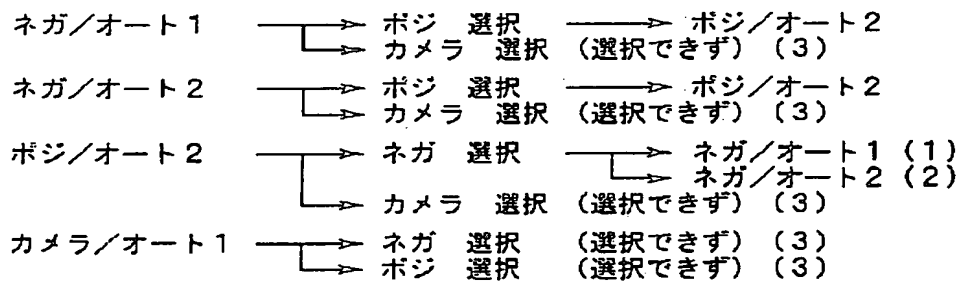 ネガ/オート1 ポジ 選択 ポジ/オート2
カメラ 選択 (選択できず) (3)
ネガ/オート2 ポジ 選択 ポジ/オート2
カメラ 選択 (選択できず) (3)
ポジ/オート2 ネガ 選択 ネガ/オート1 (1)
ネガ/オート2 (2)
カメラ 選択 (選択できず) (3)
カメラ/オート1 ネガ 選択 (選択できず) (3)
ポジ 選択 (選択できず) (3)